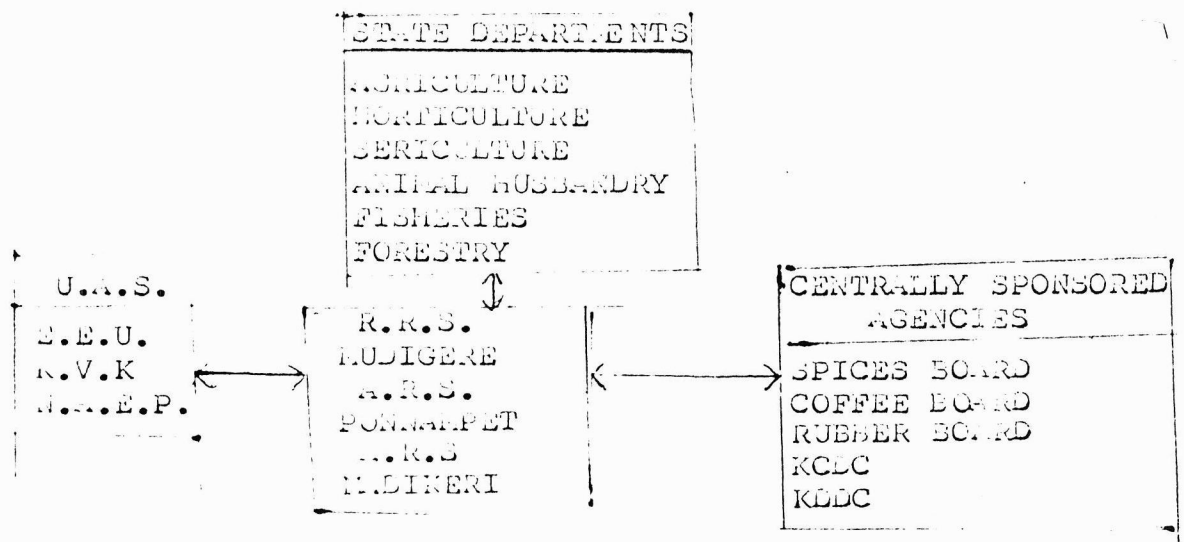 STATE DEPARTMENTS
AGRICULTURE
HORTICULTURE
SERICULTURE
ANIMAL HUSBANDRY
FISHERIES
FORESTRY
U.A.S.
E.E.U.
K.V.K
N.A.E.P.
R.R.S.
MUDIGERE
A.R.S.
PONNAMPET
MADIKERI
CENTRALLY SPONSORED
AGENCIES
SPICES BOARD
COFFEE BOARD
RUBBER BOARD
KCDC
KDDC